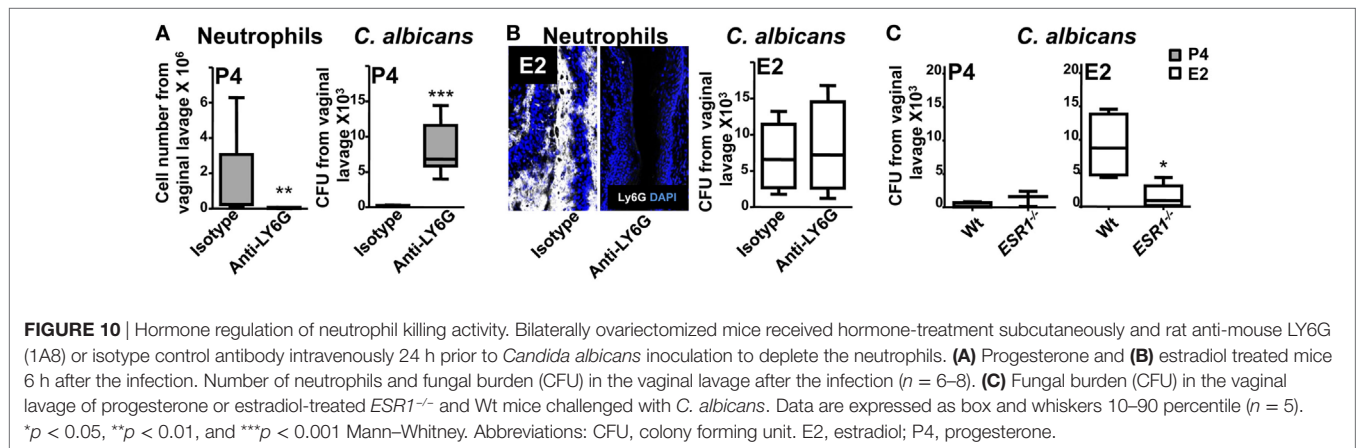 A Neutrophils C. albicans B Neutrophils C. albicans C C. albicans
P4
E2
P4
Cell number from
vaginal lavage X 10⁶
6
4
2
0
**
Isotype
Anti-LY6G
P4
CFU from vaginal
lavage X10³
15
10
5
0
***
Isotype
Anti-LY6G
E2
Ly6G DAPI
Isotype
Anti-LY6G
E2
CFU from vaginal
lavage X10³
20
15
10
5
0
Isotype
Anti-LY6G
P4
CFU from vaginal
lavage X10³
20
15
10
5
0
Wt
ESR1-/-
E2
20
15
10
5
0
*
Wt
ESR1-/-
FIGURE 10 | Hormone regulation of neutrophil killing activity. Bilaterally ovariectomized mice received hormone-treatment subcutaneously and rat anti-mouse LY6G
(1A8) or isotype control antibody intravenously 24 h prior to Candida albicans inoculation to deplete the neutrophils. (A) Progesterone and (B) estradiol treated mice
6 h after the infection. Number of neutrophils and fungal burden (CFU) in the vaginal lavage after the infection (n = 6–8). (C) Fungal burden (CFU) in the vaginal
lavage of progesterone or estradiol-treated ESR1−/− and Wt mice challenged with C. albicans. Data are expressed as box and whiskers 10–90 percentile (n = 5).
*p < 0.05, **p < 0.01, and ***p < 0.001 Mann–Whitney. Abbreviations: CFU, colony forming unit. E2, estradiol; P4, progesterone.